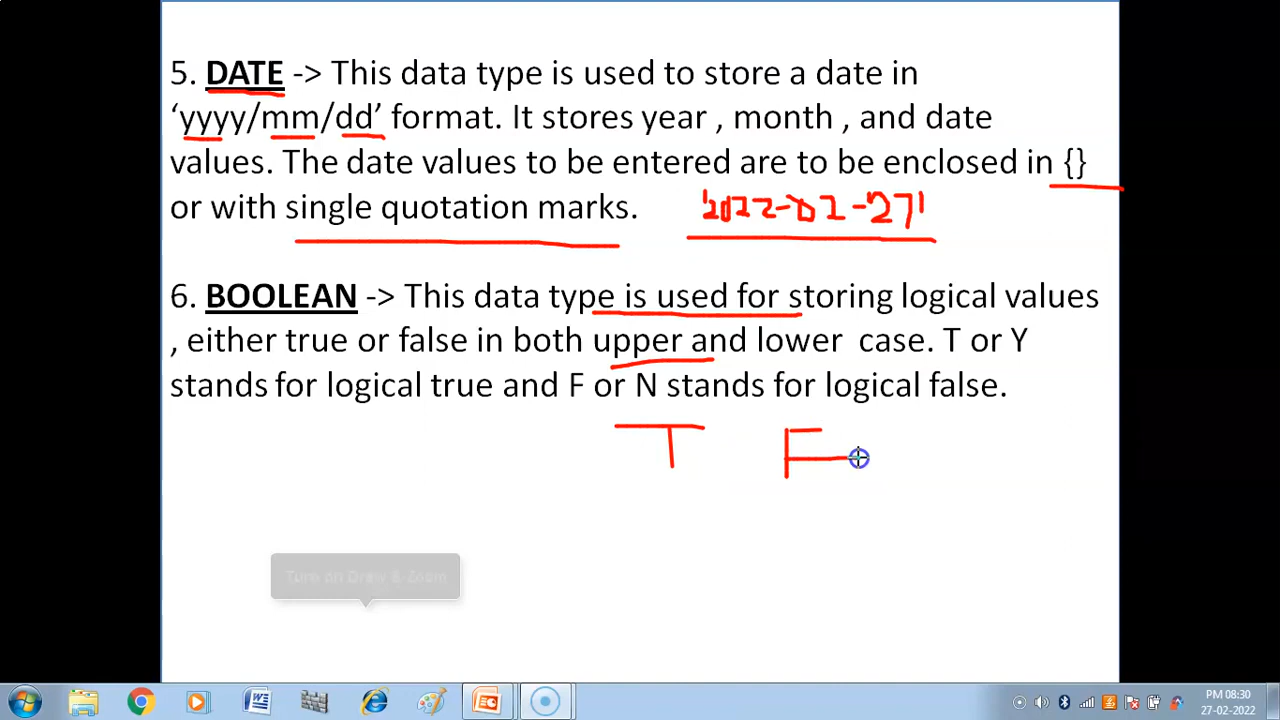 5. DATE -> This data type is used to store a date in
‘yyyy/mm/dd’ format. It stores year , month , and date
values. The date values to be entered are to be enclosed in {}
or with single quotation marks. '2022-02-27'
6. BOOLEAN -> This data type is used for storing logical values
, either true or false in both upper and lower case. T or Y
stands for logical true and F or N stands for logical false.
T F
Turn on Draw & Zoom
PM 08:30
27-02-2022